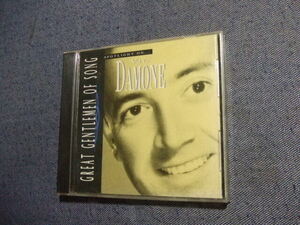 GREAT GENTLEMEN OF SONG
SPOTLIGHT ON...
DAMONE